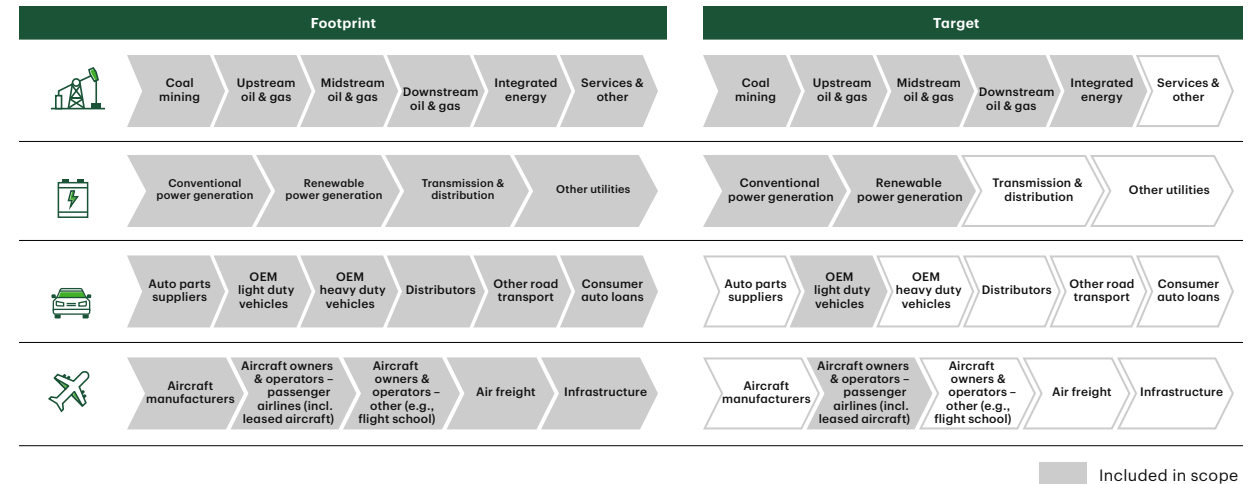 Footprint
Target
Coal
mining
Upstream
oil & gas
Midstream
oil & gas
Downstream
oil & gas
Integrated
energy
Services &
other
Coal
mining
Upstream
oil & gas
Midstream
oil & gas
Downstream
oil & gas
Integrated
energy
Services &
other
Conventional
power generation
Renewable
power generation
Transmission &
distribution
Other utilities
Conventional
power generation
Renewable
power generation
Transmission &
distribution
Other utilities
Auto parts
suppliers
OEM
light duty
vehicles
OEM
heavy duty
vehicles
Distributors
Other road
transport
Consumer
auto loans
Auto parts
suppliers
OEM
light duty
vehicles
OEM
heavy duty
vehicles
Distributors
Other road
transport
Consumer
auto loans
Aircraft
manufacturers
Aircraft owners
& operators –
passenger
airlines (incl.
leased aircraft)
Aircraft
owners &
operators –
other (e.g.,
flight school)
Air freight
Infrastructure
Aircraft
manufacturers
Aircraft owners
& operators –
passenger
airlines (incl.
leased aircraft)
Aircraft
owners &
operators –
other (e.g.,
flight school)
Air freight
Infrastructure
Included in scope